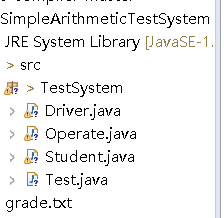 SimpleArithmeticTestSystem
JRE System Library [JavaSE-1.
> src
> TestSystem
> Driver.java
> Operate.java
> Student.java
> Test.java
grade.txt